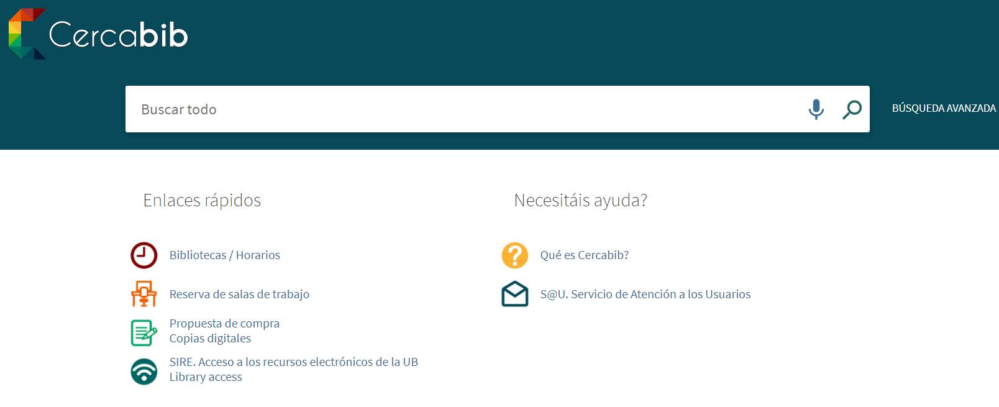 Cercabib
Buscar todo
BÚSQUEDA AVANZADA
Enlaces rápidos
Bibliotecas / Horarios
Reserva de salas de trabajo
Propuesta de compra
Copias digitales
SIRE. Acceso a los recursos electrónicos de la UB
Library access
Necesitáis ayuda?
Qué es Cercabib?
S@U. Servicio de Atención a los Usuarios